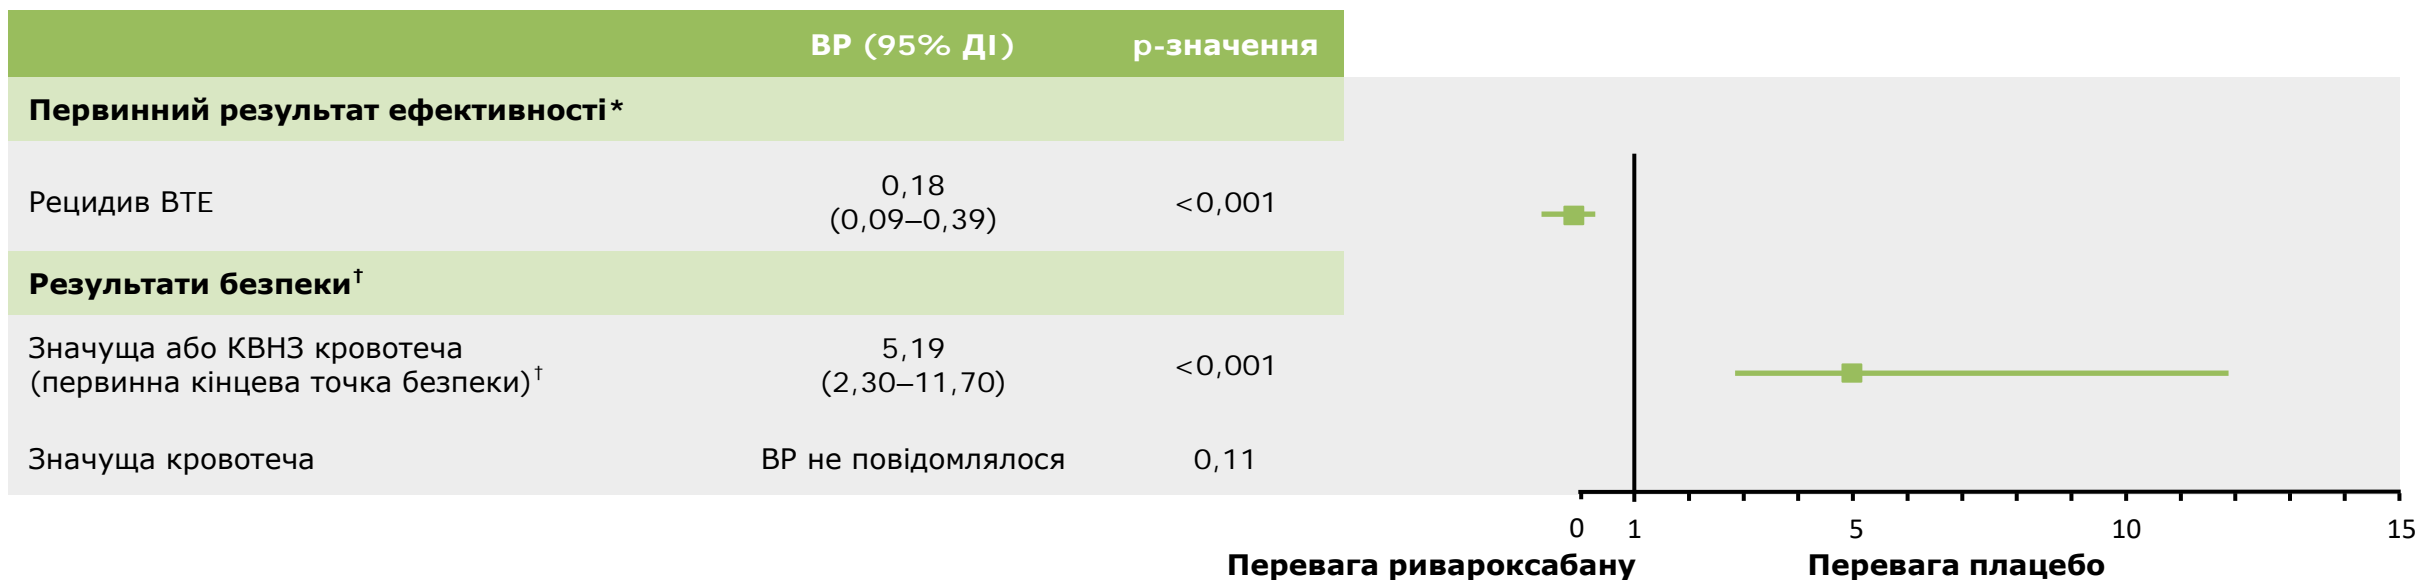 ВР (95% ДІ) р-значення
Первинний результат ефективності*
Рецидив ВТЕ
0,18
(0,09–0,39)
<0,001
Результати безпеки†
Значуща або КВНЗ кровотеча
(первинна кінцева точка безпеки)†
5,19
(2,30–11,70)
<0,001
Значуща кровотеча ВР не повідомлялося 0,11
0 1 5 10 15
Перевага ривароксабану Перевага плацебо